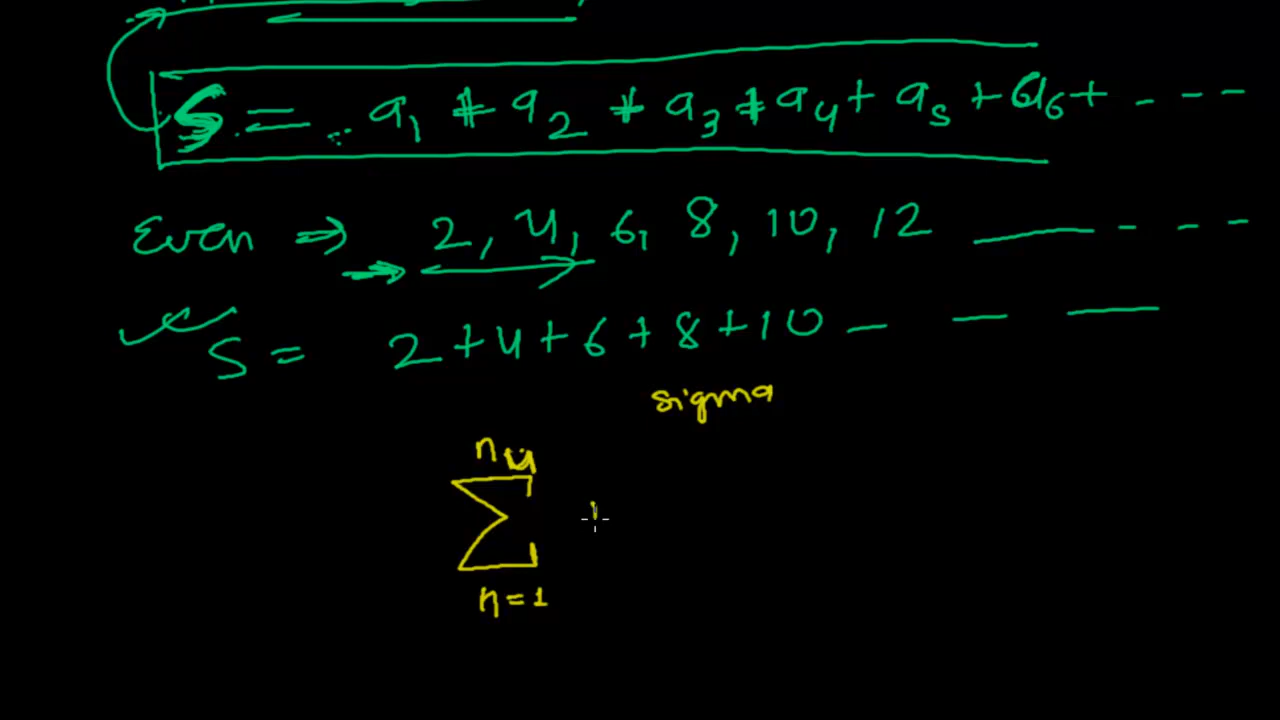 S = a₁ + a₂ + a₃ + a₄ + a₅ + a₆ + - - -
Even ⇒ 2, 4, 6, 8, 10, 12 - - -
S = 2 + 4 + 6 + 8 + 10 - - -
sigma
n 4
Σ
n = 1